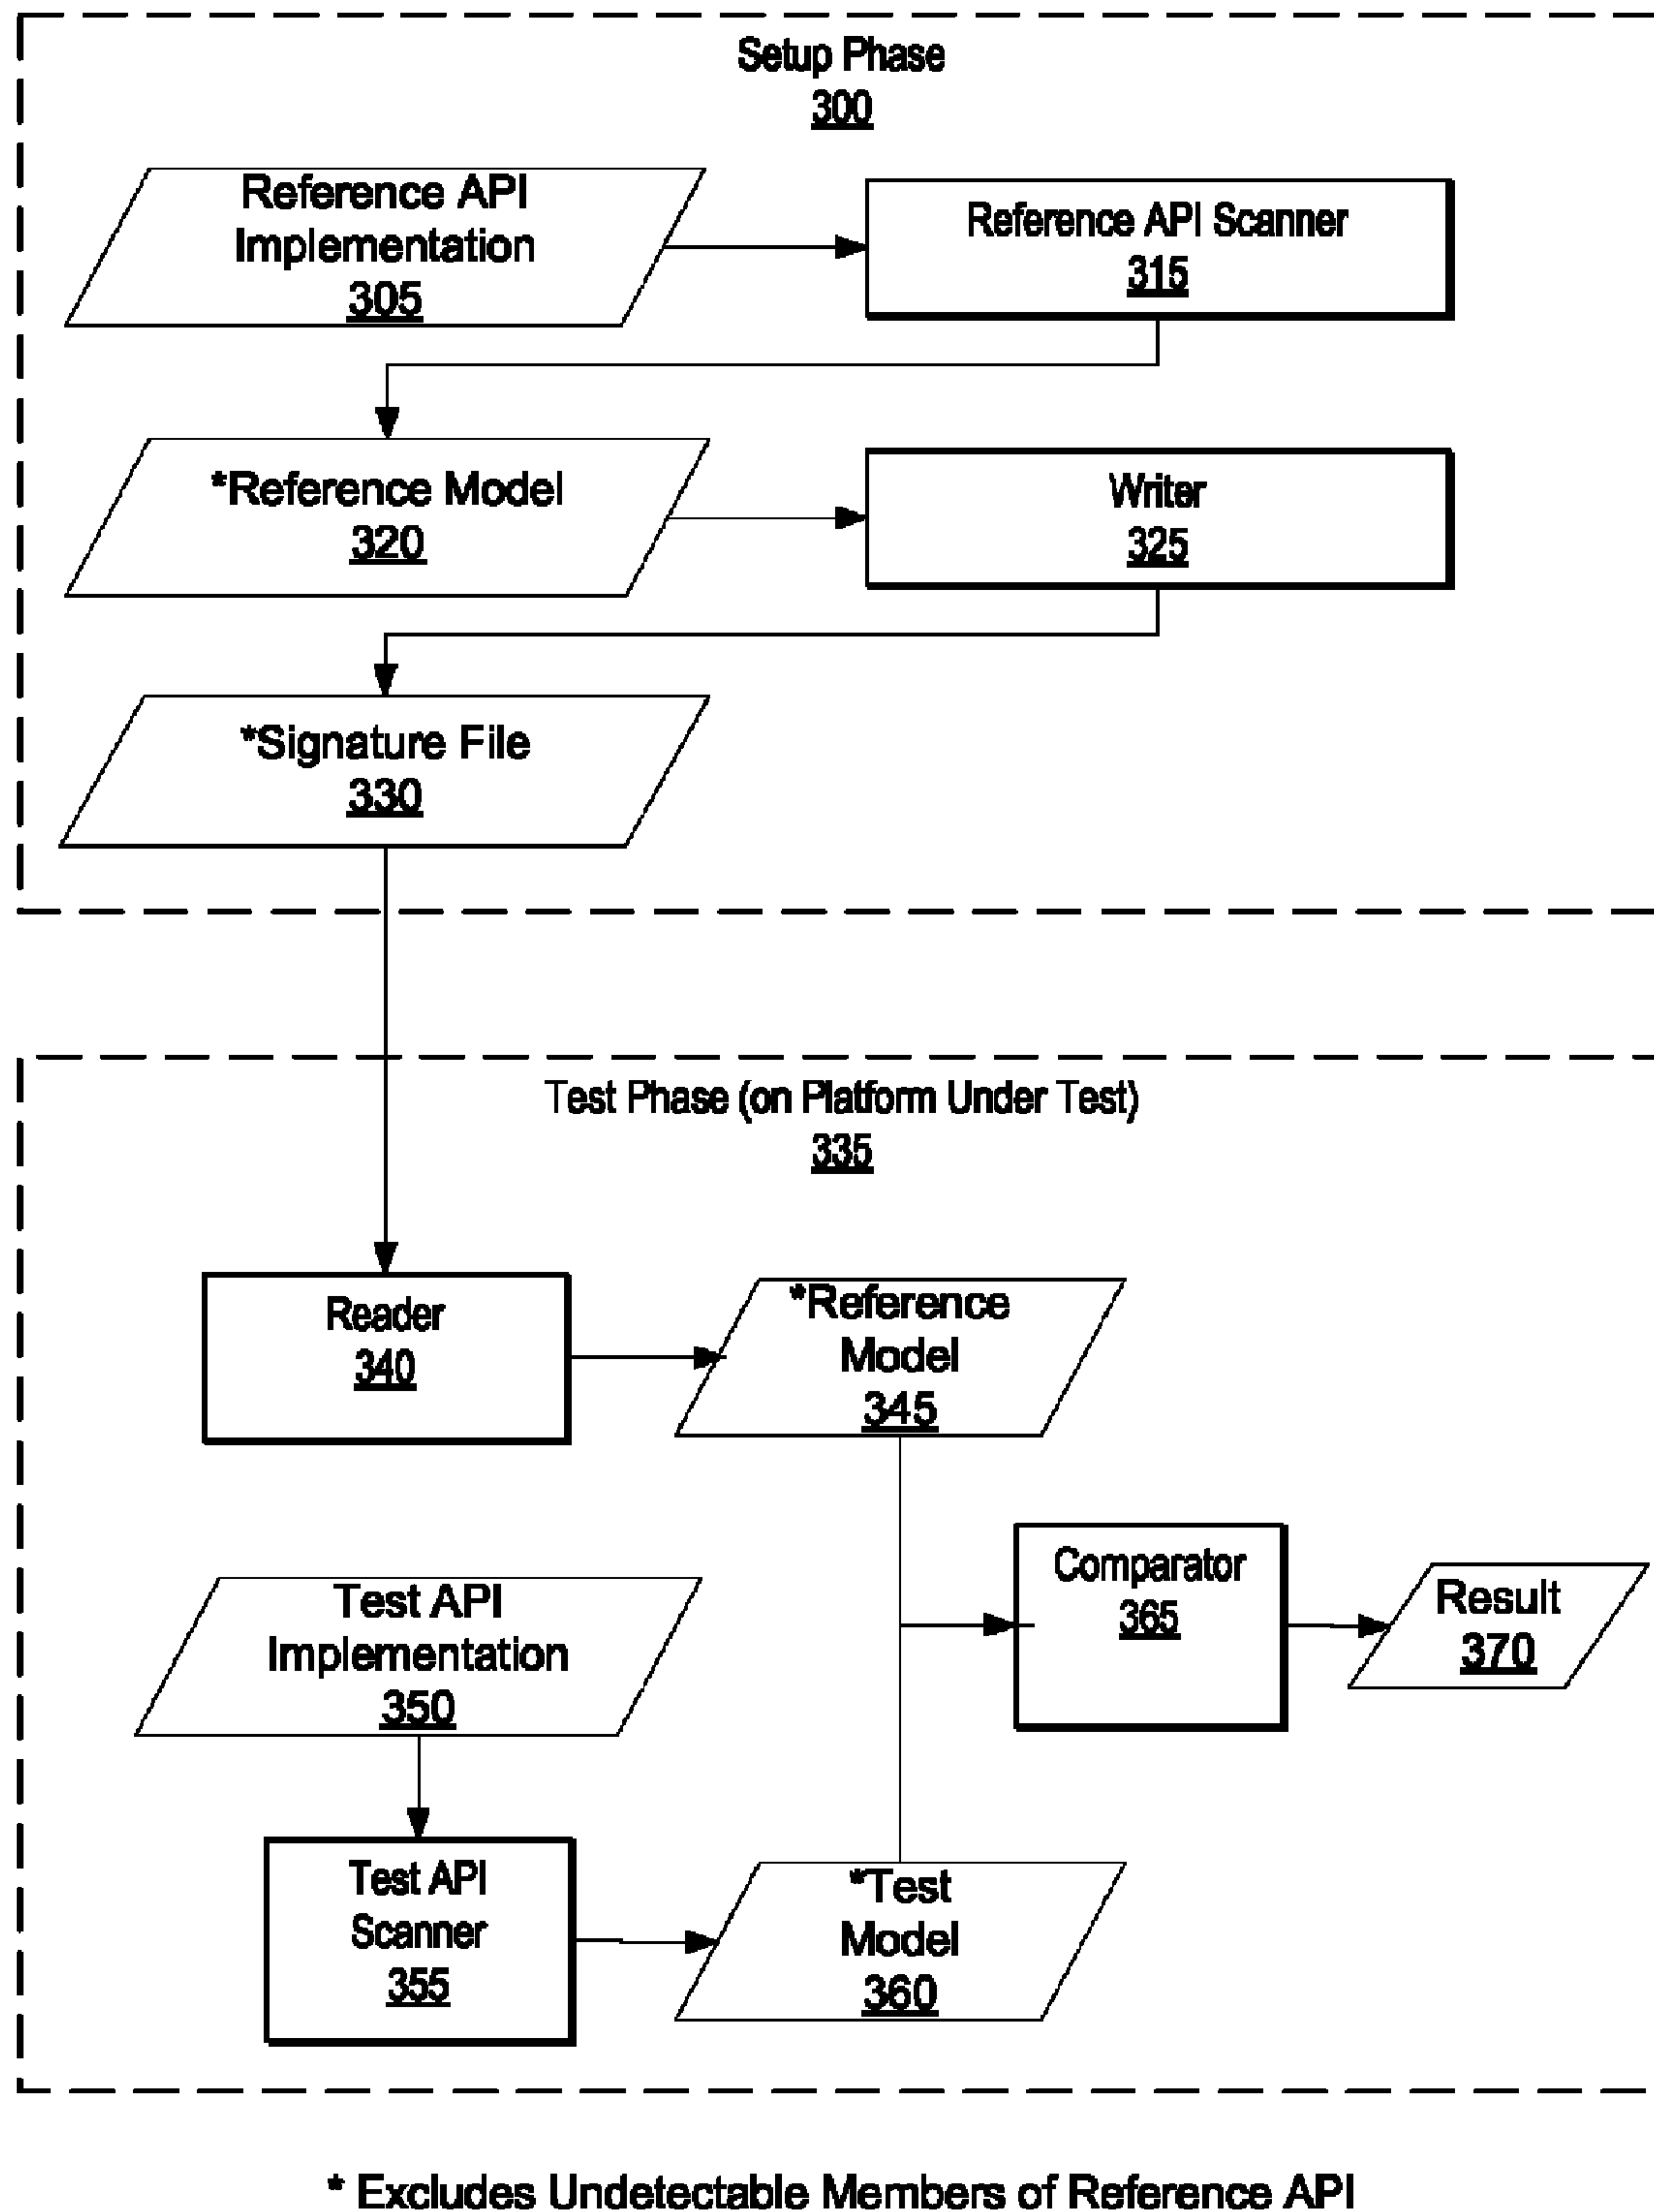 Setup Phase
300
Reference API
Implementation
305
Reference API Scanner
315
*Reference Model
320
Writer
325
*Signature File
330
Test Phase (on Platform Under Test)
335
Reader
340
*Reference
Model
345
Comparator
365
Result
370
Test API
Implementation
350
Test API
Scanner
355
*Test
Model
360
* Excludes Undetectable Members of Reference API